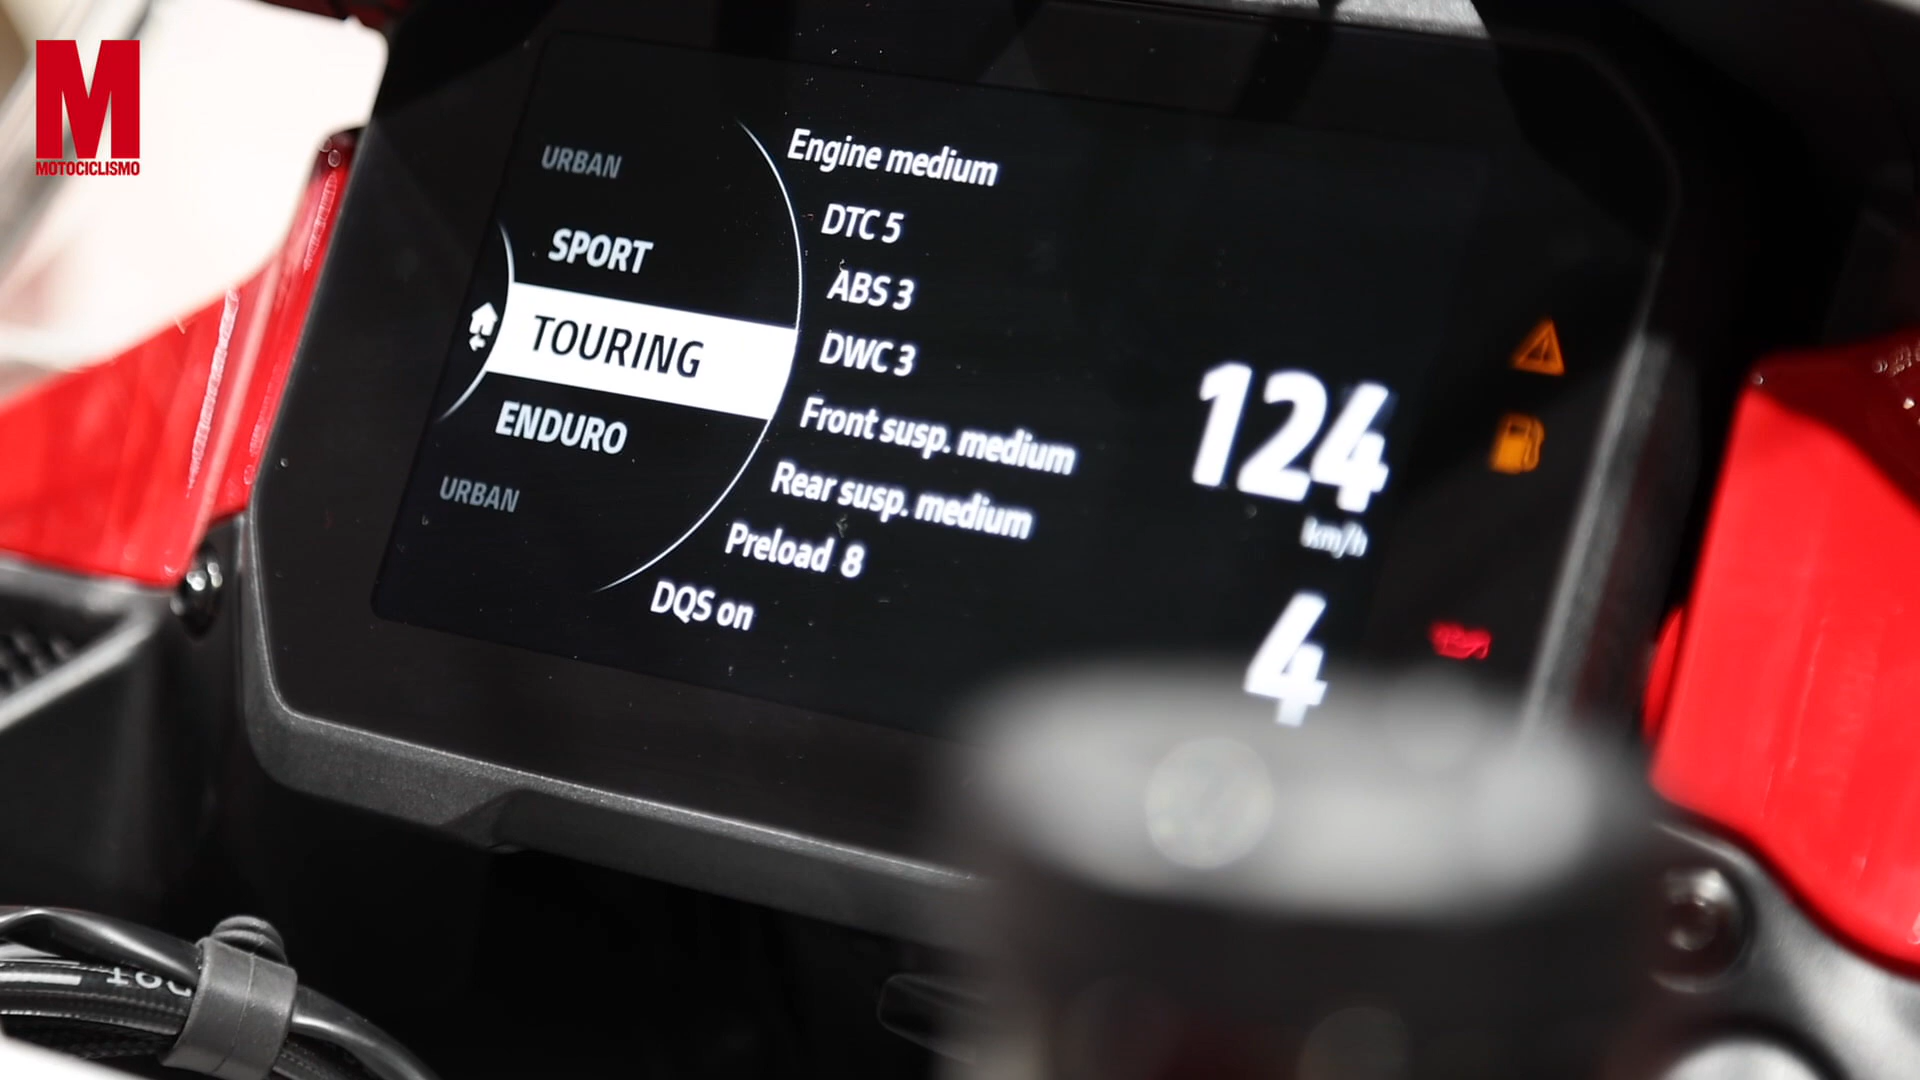 M
MOTOCICLISMO
URBAN
SPORT
TOURING
ENDURO
URBAN
Engine medium
DTC 5
ABS 3
DWC 3
Front susp. medium
Rear susp. medium
Preload 8
DQS on
124
km/h
4